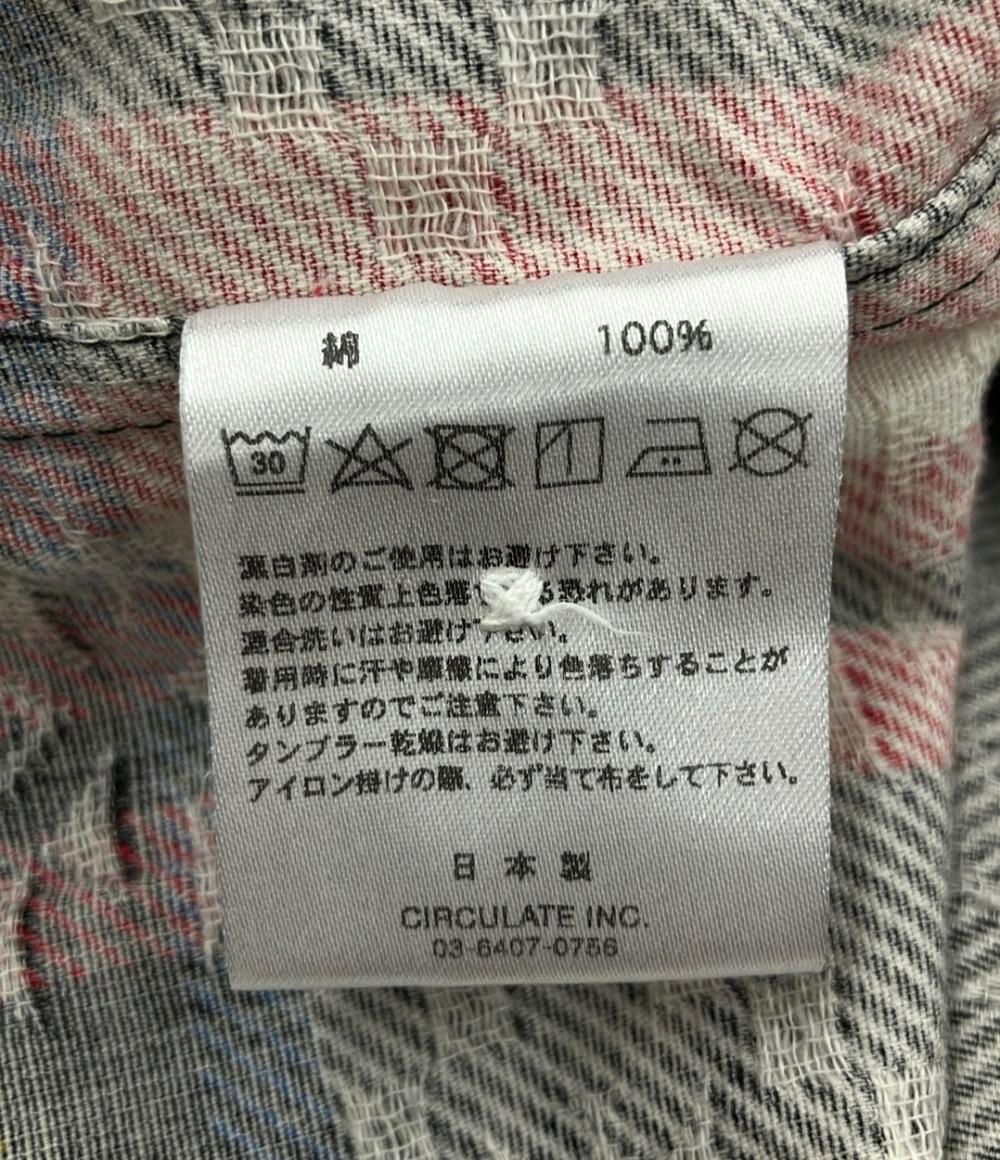 綿 100%
30
漂白剤のご使用はお避け下さい。
染色の性質上色落 る恐れがあります。
混合洗いはお避け下さい。
着用時に汗や摩擦により色落ちすることが
ありますのでご注意下さい。
タンブラー乾燥はお避け下さい。
アイロン掛けの際、必ず当て布をして下さい。
日本製
CIRCULATE INC.
03-6407-0756